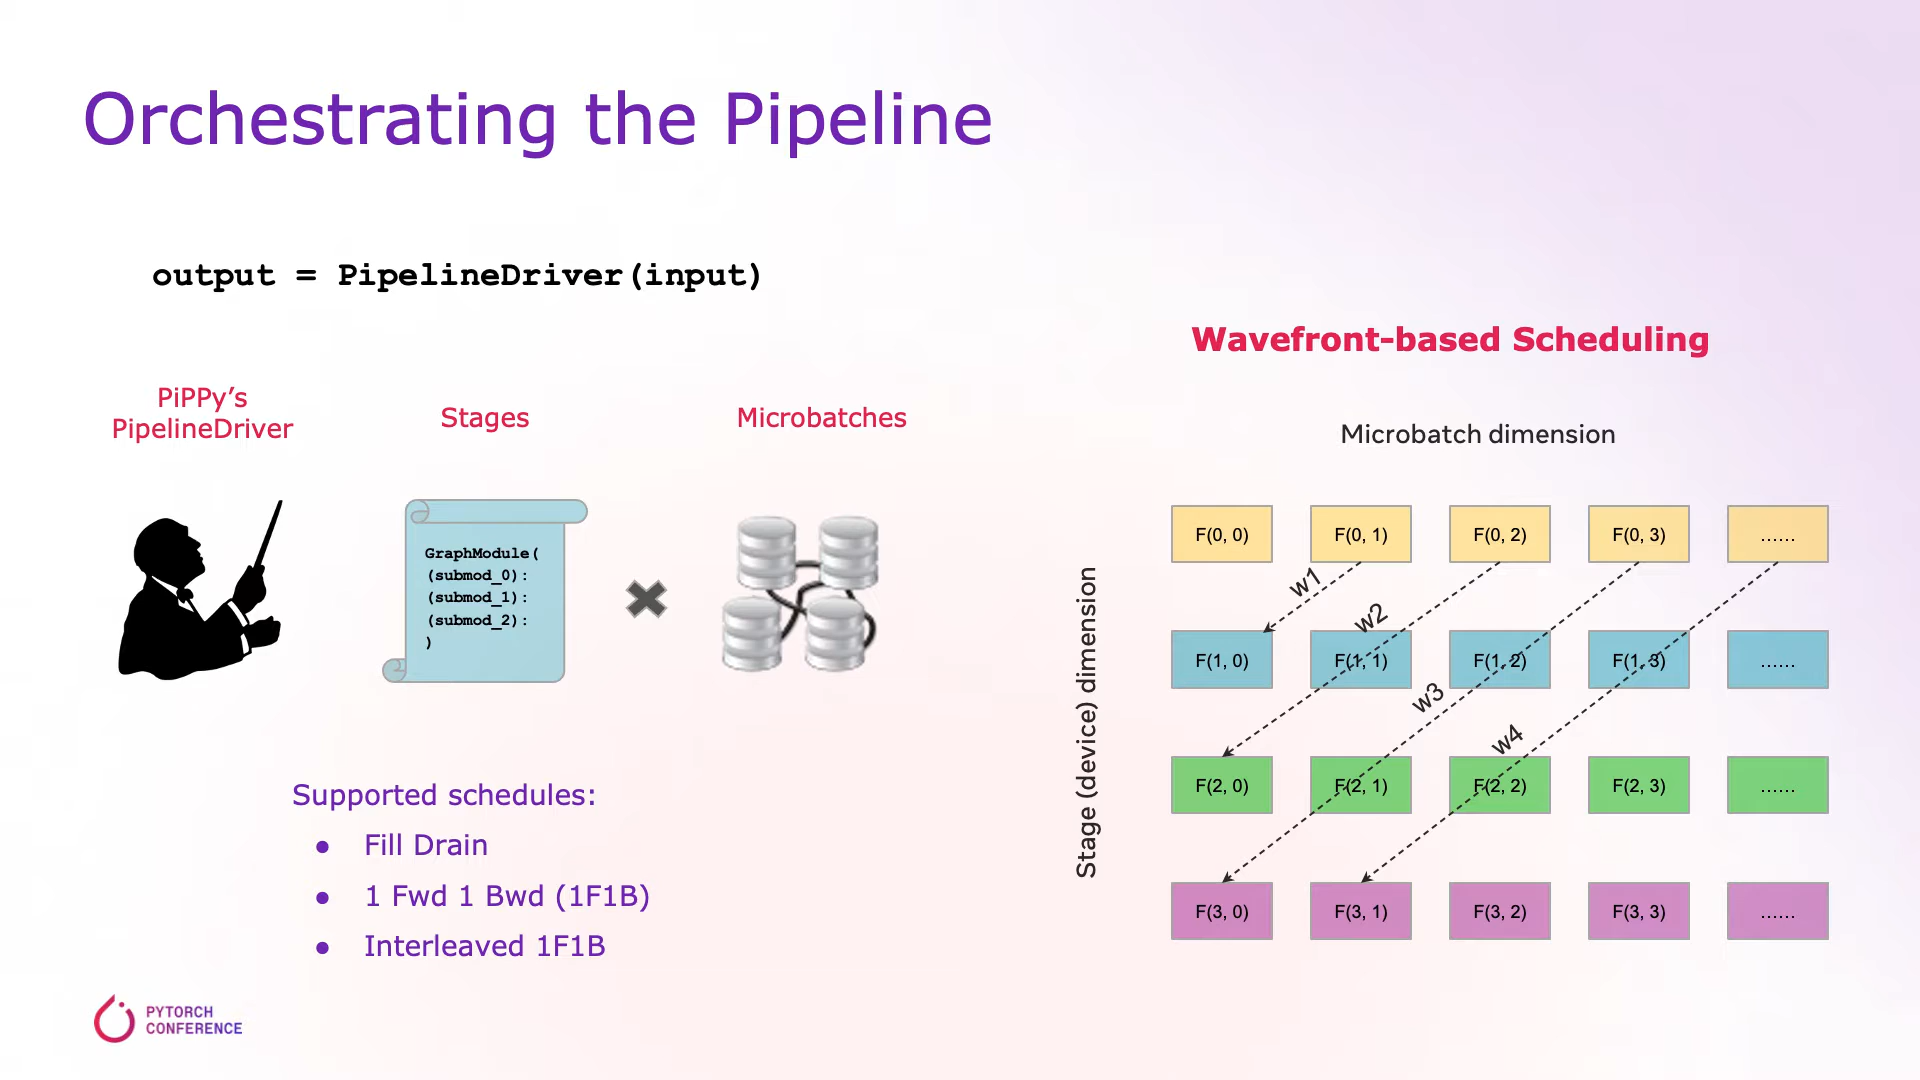 Orchestrating the Pipeline
output = PipelineDriver(input)
PiPPy’s
PipelineDriver
Stages
Microbatches
GraphModule(
(submod_0):
(submod_1):
(submod_2):
)
Supported schedules:
● Fill Drain
● 1 Fwd 1 Bwd (1F1B)
● Interleaved 1F1B
Wavefront-based Scheduling
Microbatch dimension
Stage (device) dimension
F(0, 0) F(0, 1) F(0, 2) F(0, 3) ......
w1
w2
F(1, 0) F(1, 1) F(1, 2) F(1, 3) ......
w3
w4
F(2, 0) F(2, 1) F(2, 2) F(2, 3) ......
F(3, 0) F(3, 1) F(3, 2) F(3, 3) ......
PYTORCH
CONFERENCE